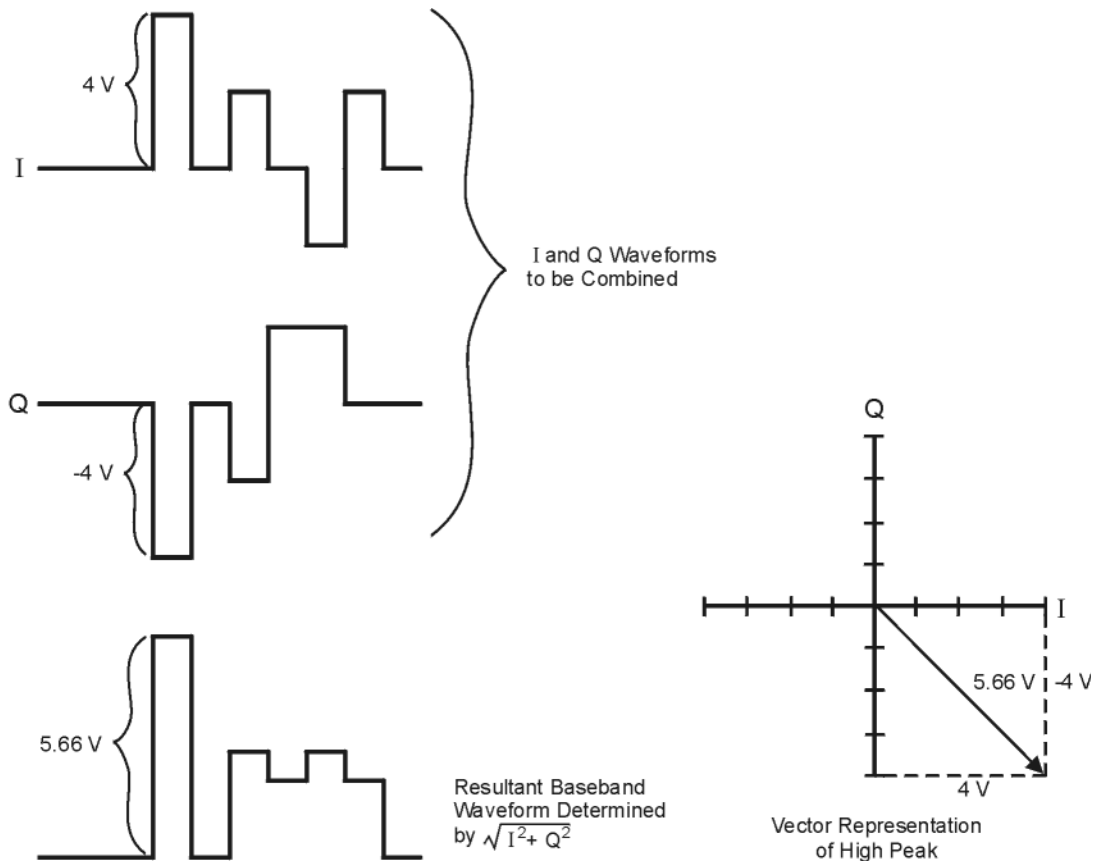 4 V
I
I and Q Waveforms
to be Combined
Q
-4 V
5.66 V
Resultant Baseband
Waveform Determined
by √I²+ Q²
Q
I
5.66 V
-4 V
4 V
Vector Representation
of High Peak